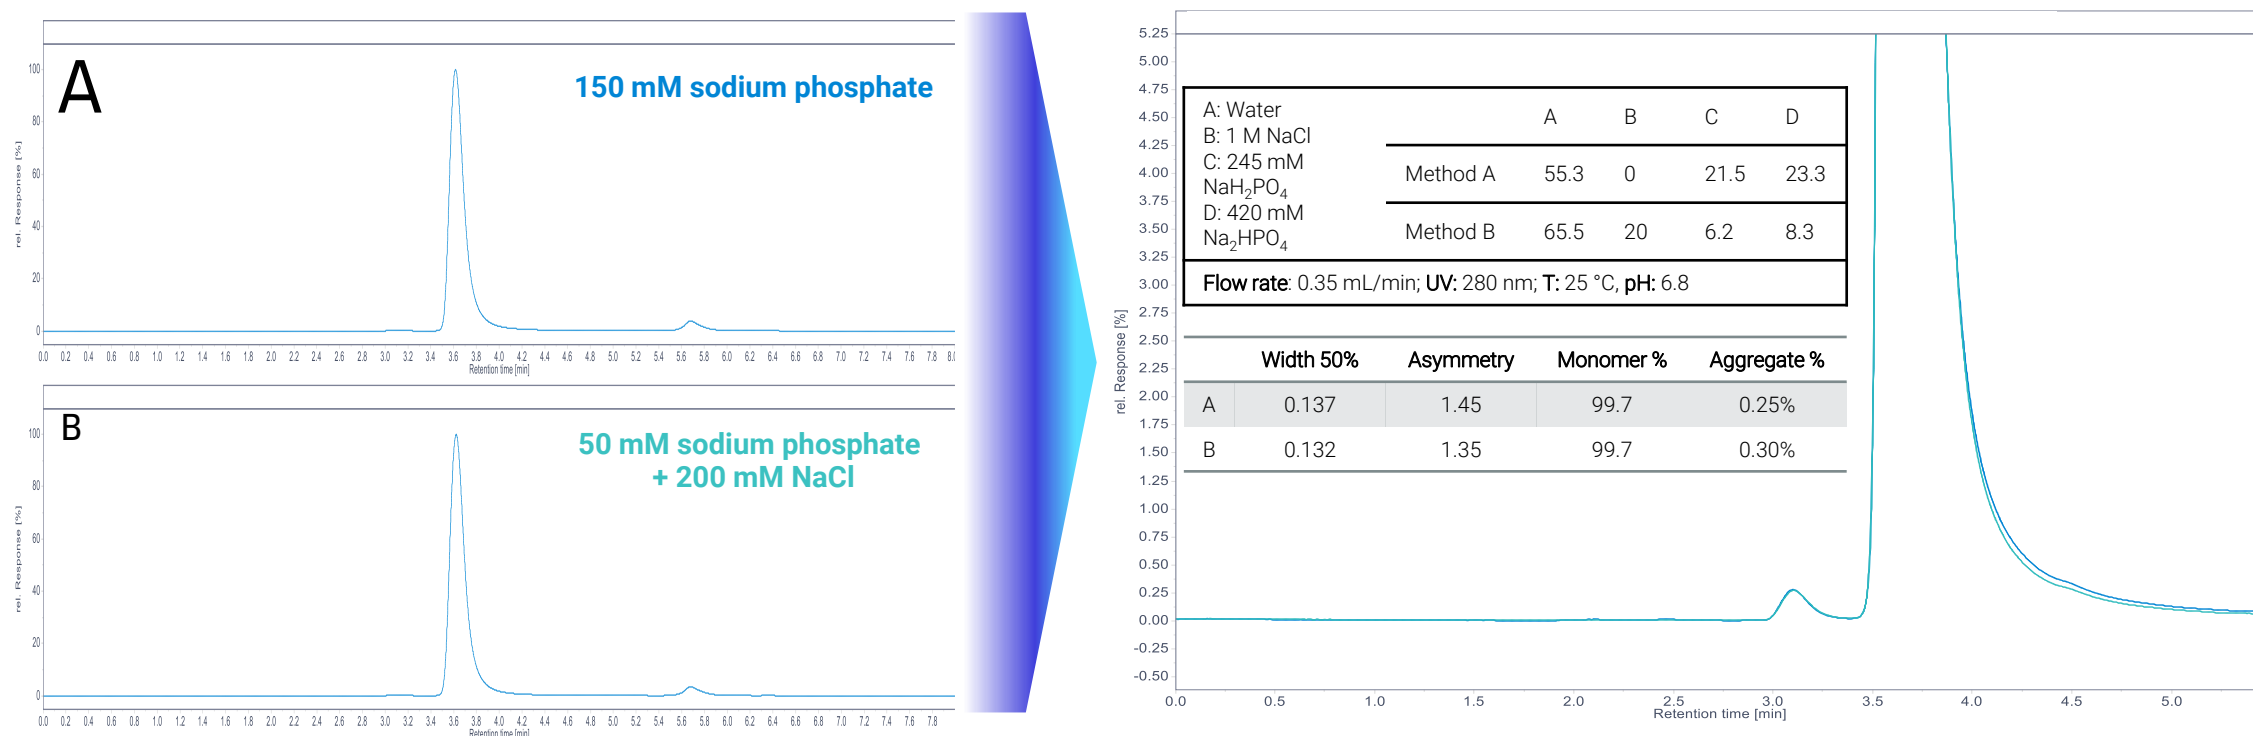 A
150 mM sodium phosphate
100
80
60
40
20
0
rel. Response [%]
0.0 0.2 0.4 0.6 0.8 1.0 1.2 1.4 1.6 1.8 2.0 2.2 2.4 2.6 2.8 3.0 3.2 3.4 3.6 3.8 4.0 4.2 4.4 4.6 4.8 5.0 5.2 5.4 5.6 5.8 6.0 6.2 6.4 6.6 6.8 7.0 7.2 7.4 7.6 7.8 8.0
Retention time [min]
B
50 mM sodium phosphate
+ 200 mM NaCl
100
80
60
40
20
0
rel. Response [%]
0.0 0.2 0.4 0.6 0.8 1.0 1.2 1.4 1.6 1.8 2.0 2.2 2.4 2.6 2.8 3.0 3.2 3.4 3.6 3.8 4.0 4.2 4.4 4.6 4.8 5.0 5.2 5.4 5.6 5.8 6.0 6.2 6.4 6.6 6.8 7.0 7.2 7.4 7.6 7.8
Retention time [min]
5.25
5.00
4.75
4.50
4.25
4.00
3.75
3.50
3.25
3.00
2.75
2.50
2.25
2.00
1.75
1.50
1.25
1.00
0.75
0.50
0.25
0.00
-0.25
-0.50
rel. Response [%]
A: Water
B: 1 M NaCl
C: 245 mM
NaH2PO4
D: 420 mM
Na2HPO4
A B C D
Method A 55.3 0 21.5 23.3
Method B 65.5 20 6.2 8.3
Flow rate: 0.35 mL/min; UV: 280 nm; T: 25 °C, pH: 6.8
Width 50% Asymmetry Monomer % Aggregate %
A 0.137 1.45 99.7 0.25%
B 0.132 1.35 99.7 0.30%
0.0 0.5 1.0 1.5 2.0 2.5 3.0 3.5 4.0 4.5 5.0
Retention time [min]